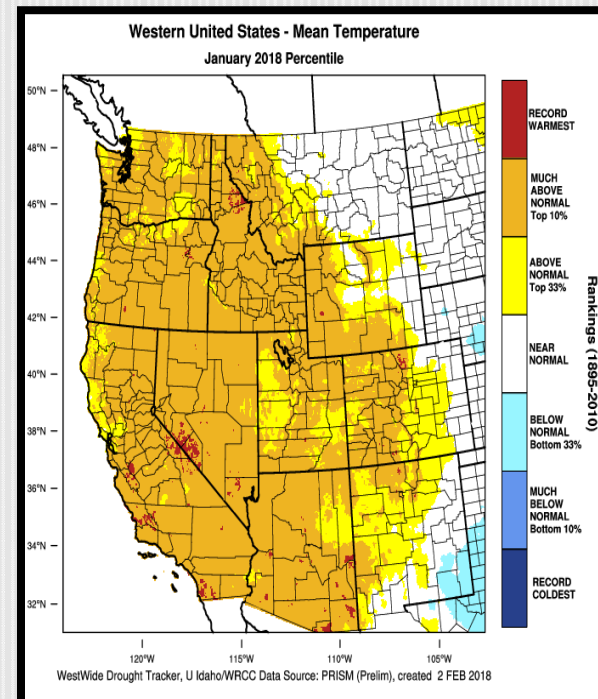 Western United States - Mean Temperature
January 2018 Percentile
50°N
48°N
46°N
44°N
42°N
40°N
38°N
36°N
34°N
32°N
120°W
115°W
110°W
105°W
RECORD
WARMEST
MUCH
ABOVE
NORMAL
Top 10%
ABOVE
NORMAL
Top 33%
NEAR
NORMAL
BELOW
NORMAL
Bottom 33%
MUCH
BELOW
NORMAL
Bottom 10%
RECORD
COLDEST
Rankings (1895-2010)
WestWide Drought Tracker, U Idaho/WRCC Data Source: PRISM (Prelim), created 2 FEB 2018